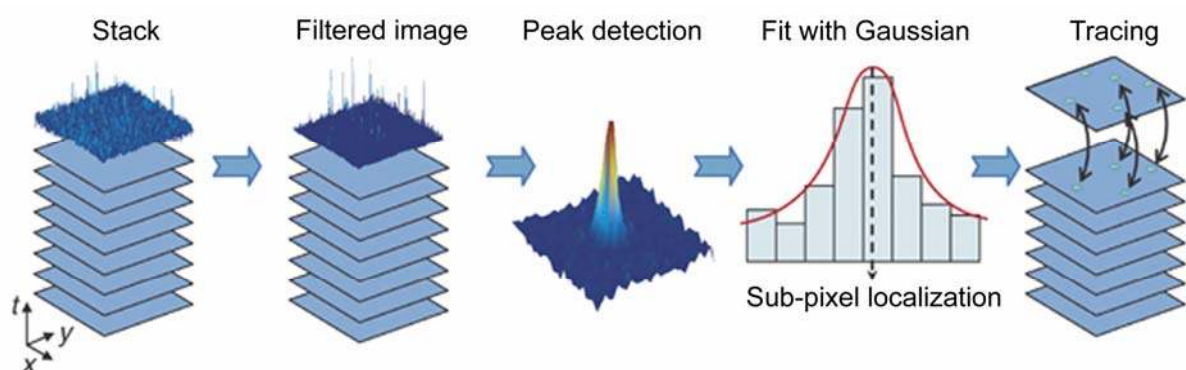 Stack
Filtered image
Peak detection
Fit with Gaussian
Tracing
Sub-pixel localization
t
y
x